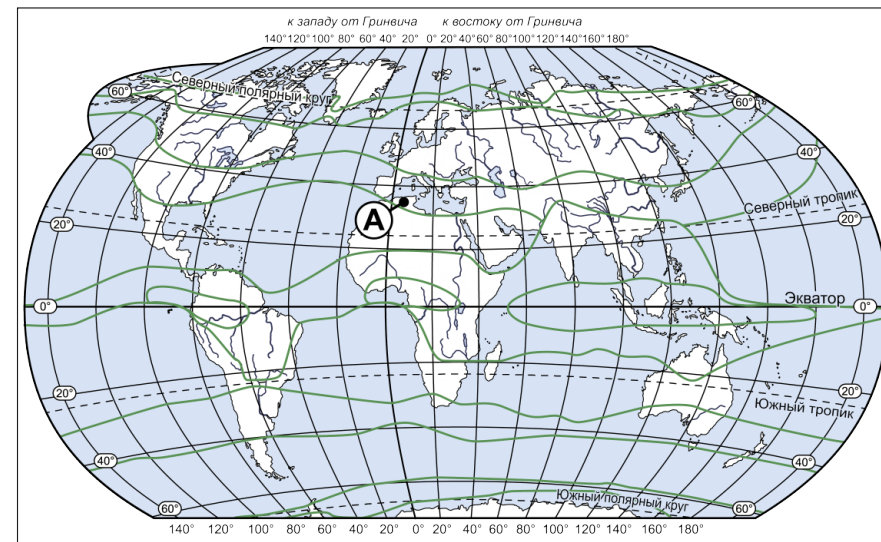 к западу от Гринвича к востоку от Гринвича
140° 120° 100° 80° 60° 40° 20° 0° 20° 40° 60° 80° 100° 120° 140° 160° 180°
Северный полярный круг
60° 60°
40° 40°
А
Северный тропик
20° 20°
Экватор
0° 0°
20° 20°
Южный тропик
40° 40°
Южный полярный круг
60° 60°
140° 120° 100° 80° 60° 40° 20° 0° 20° 40° 60° 80° 100° 120° 140° 160° 180°